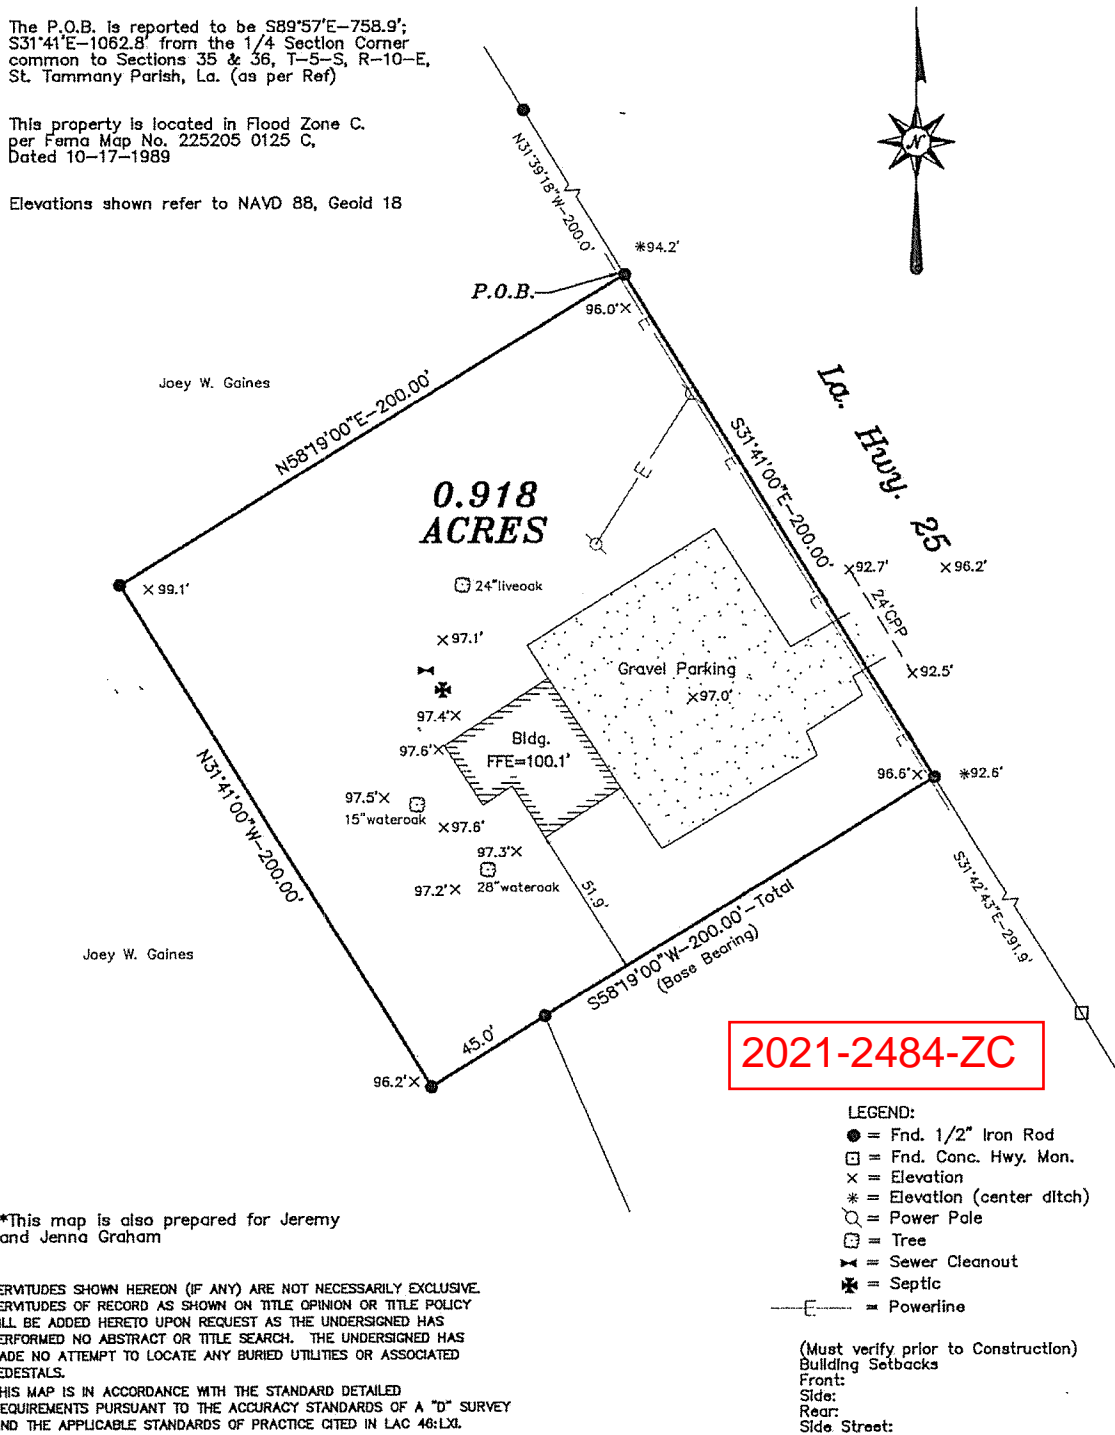 The P.O.B. is reported to be S89°57'E-758.9';
S31°41'E-1062.8' from the 1/4 Section Corner
common to Sections 35 & 36, T-5-S, R-10-E,
St. Tammany Parish, La. (as per Ref)
This property is located in Flood Zone C.
per Fema Map No. 225205 0125 C,
Dated 10-17-1989
Elevations shown refer to NAVD 88, Geoid 18
N
N31°39'18"W-200.0'
*94.2'
P.O.B.
96.0'×
E
Joey W. Gaines
N58°19'00"E-200.00'
La. Hwy. 25
S31°41'00"E-200.00'
E
E
0.918
ACRES
×99.1'
24"liveoak
×92.7'
×96.2'
24"CPP
E
×97.1'
Gravel Parking
×92.5'
×97.0'
97.4'×
Bldg.
FFE=100.1'
97.6'×
E
96.6'×
*92.6'
N31°41'00"W-200.00'
97.5'×
15"wateroak
×97.6'
97.3'×
97.2'×
28"wateroak
51.9'
S31°42'43"E-291.9'
Joey W. Gaines
S58°19'00"W-200.00'-Total
(Base Bearing)
45.0'
96.2'×
2021-2484-ZC
LEGEND:
= Fnd. 1/2" Iron Rod
= Fnd. Conc. Hwy. Mon.
× = Elevation
* = Elevation (center ditch)
= Power Pole
= Tree
= Sewer Cleanout
= Septic
E = Powerline
*This map is also prepared for Jeremy
and Jenna Graham
ERVITUDES SHOWN HEREON (IF ANY) ARE NOT NECESSARILY EXCLUSIVE.
ERVITUDES OF RECORD AS SHOWN ON TITLE OPINION OR TITLE POLICY
ILL BE ADDED HERETO UPON REQUEST AS THE UNDERSIGNED HAS
ERFORMED NO ABSTRACT OR TITLE SEARCH. THE UNDERSIGNED HAS
ADE NO ATTEMPT TO LOCATE ANY BURIED UTILITIES OR ASSOCIATED
EDESTALS.
HIS MAP IS IN ACCORDANCE WITH THE STANDARD DETAILED
EQUIREMENTS PURSUANT TO THE ACCURACY STANDARDS OF A "D" SURVEY
ND THE APPLICABLE STANDARDS OF PRACTICE CITED IN LAC 46:LXI.
(Must verify prior to Construction)
Building Setbacks
Front:
Side:
Rear:
Side Street: